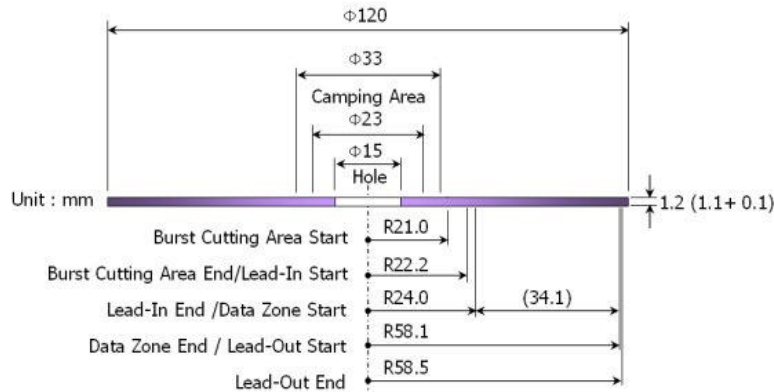 Φ120
Φ33
Camping Area
Φ23
Φ15
Hole
Unit : mm
1.2 (1.1+ 0.1)
Burst Cutting Area Start R21.0
Burst Cutting Area End/Lead-In Start R22.2
Lead-In End /Data Zone Start R24.0 (34.1)
Data Zone End / Lead-Out Start R58.1
Lead-Out End R58.5